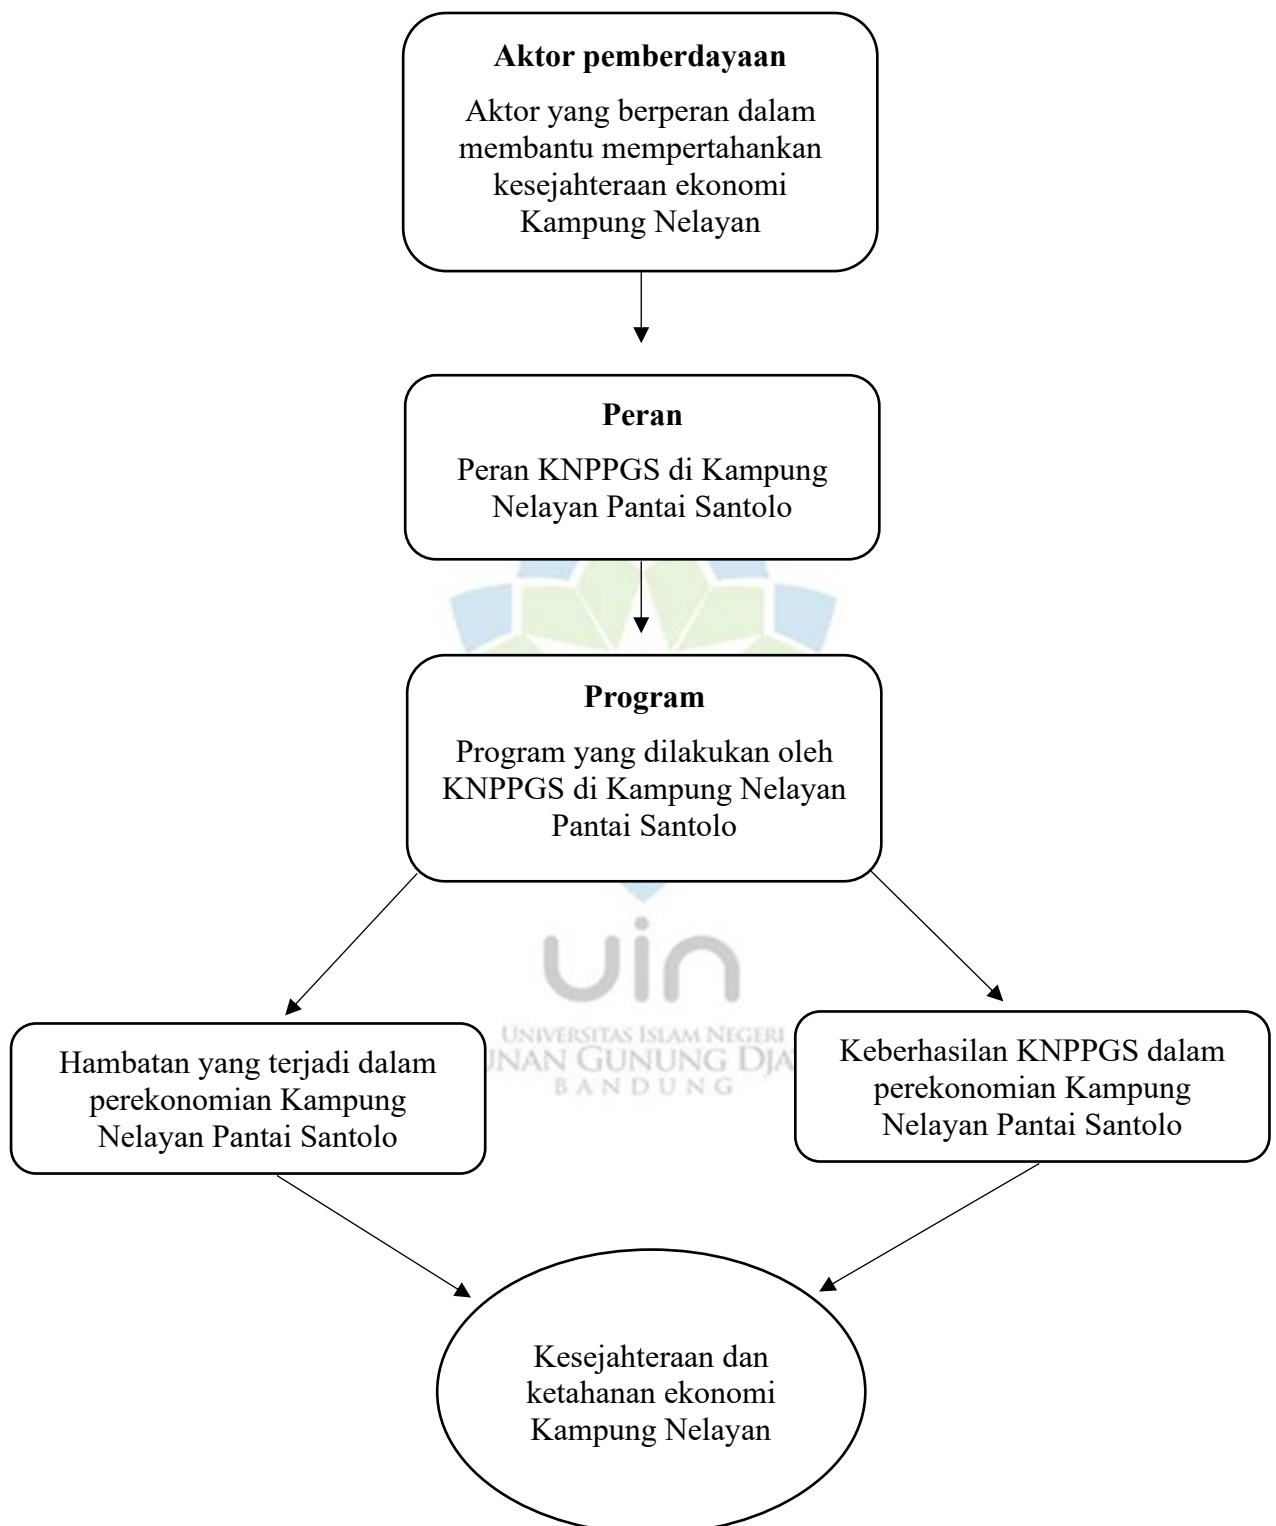 Aktor pemberdayaan
Aktor yang berperan dalam
membantu mempertahankan
kesejahteraan ekonomi
Kampung Nelayan
Peran
Peran KNPPGS di Kampung
Nelayan Pantai Santolo
Program
Program yang dilakukan oleh
KNPPGS di Kampung Nelayan
Pantai Santolo
uin
UNIVERSITAS ISLAM NEGERI
GUNUNG
BANDUNG
Hambatan yang terjadi dalam
perekonomian Kampung
Nelayan Pantai Santolo
Keberhasilan KNPPGS dalam
perekonomian Kampung
Nelayan Pantai Santolo
Kesejahteraan dan
ketahanan ekonomi
Kampung Nelayan